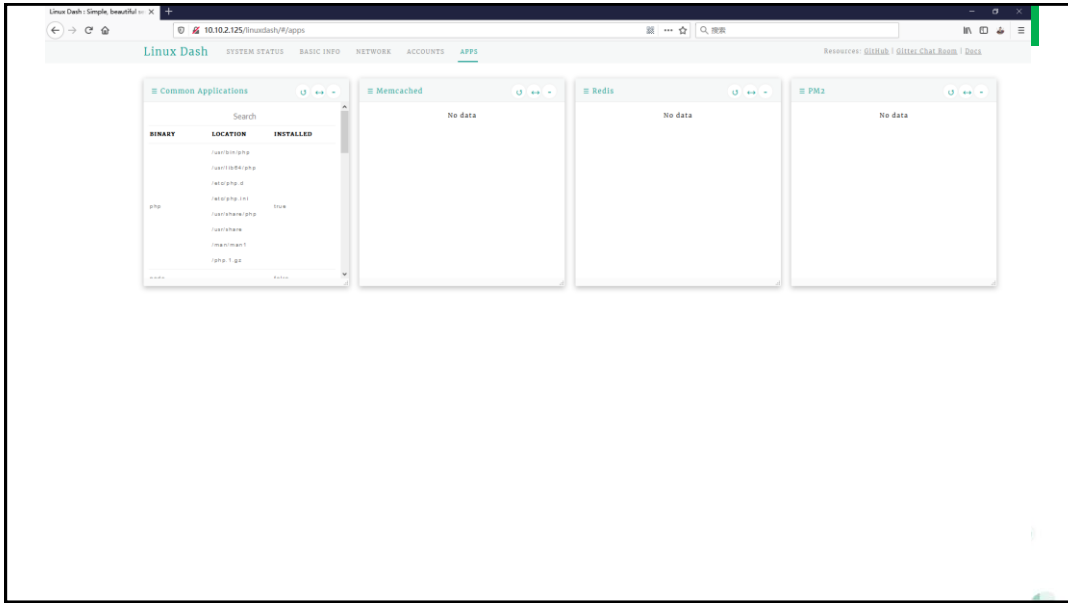 Linux Dash : Simple, beautiful
10.10.2.125/linuxdash/#/apps
搜索
Linux Dash SYSTEM STATUS BASIC INFO NETWORK ACCOUNTS APPS
Resources: GitHub | Gitter Chat Room | Docs
Common Applications
Search
BINARY LOCATION INSTALLED
/usr/bin/php
/usr/lib64/php
/etc/php.d
/etc/php.ini
php true
/usr/share/php
/usr/share
/man/man1
/php.1.gz
false
Memcached
No data
Redis
No data
PM2
No data